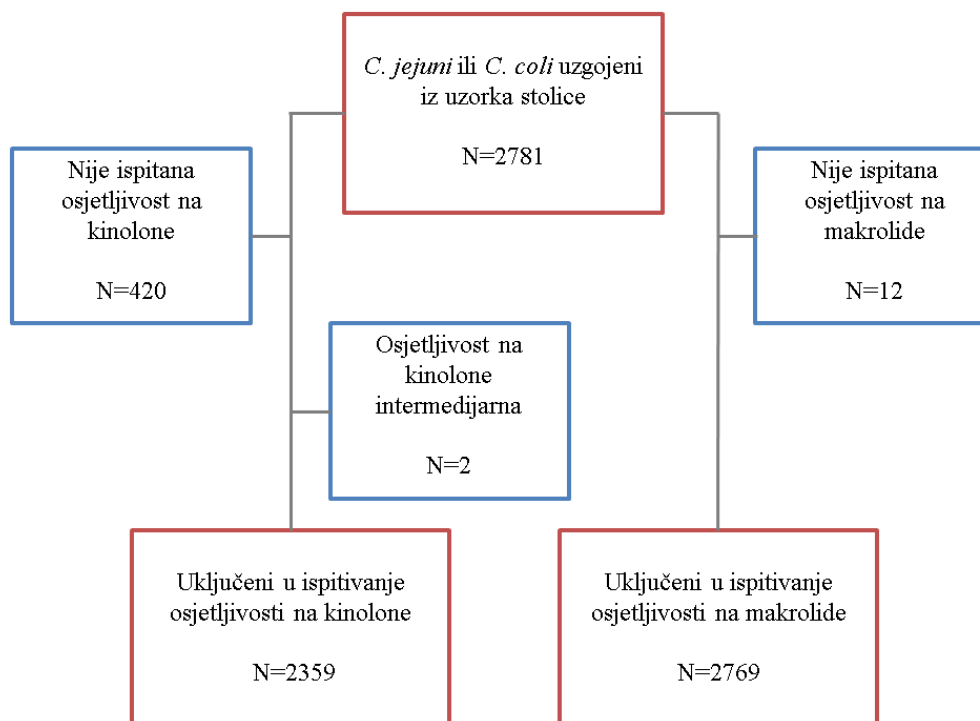 C. jejuni ili C. coli uzgojeni
iz uzorka stolice
N=2781
Nije ispitana
osjetljivost na
kinolone
N=420
Nije ispitana
osjetljivost na
makrolide
N=12
Osjetljivost na
kinolone
intermedijarna
N=2
Uključeni u ispitivanje
osjetljivosti na kinolone
N=2359
Uključeni u ispitivanje
osjetljivosti na makrolide
N=2769